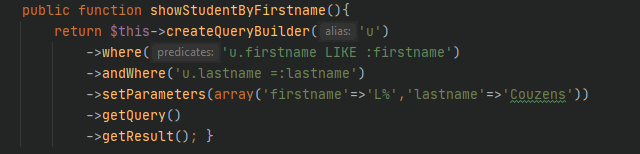 public function showStudentByFirstname(){
return $this->createQueryBuilder( alias: 'u')
->where( predicates: 'u.firstname LIKE :firstname')
->andWhere('u.lastname =:lastname')
->setParameters(array('firstname'=>'L%','lastname'=>'Couzens'))
->getQuery()
->getResult(); }